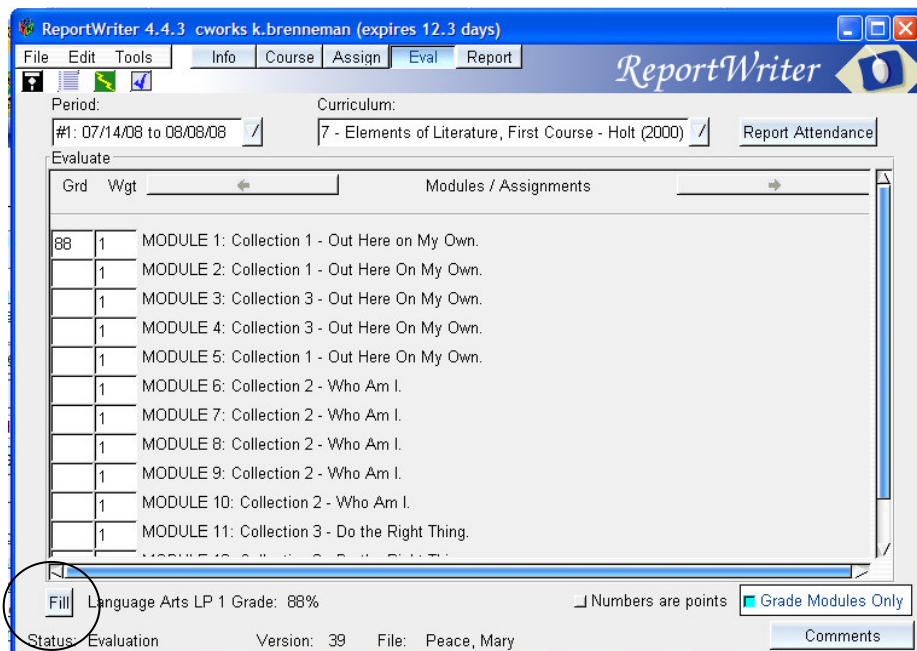 ReportWriter 4.4.3 cworks k.brenneman (expires 12.3 days)
File Edit Tools Info Course Assign Eval Report
ReportWriter
Period: Curriculum:
#1: 07/14/08 to 08/08/08 7 - Elements of Literature, First Course - Holt (2000) Report Attendance
Evaluate
Grd Wgt Modules / Assignments
88 1 MODULE 1: Collection 1 - Out Here on My Own.
1 MODULE 2: Collection 1 - Out Here On My Own.
1 MODULE 3: Collection 3 - Out Here On My Own.
1 MODULE 4: Collection 3 - Out Here On My Own.
1 MODULE 5: Collection 1 - Out Here On My Own.
1 MODULE 6: Collection 2 - Who Am I.
1 MODULE 7: Collection 2 - Who Am I.
1 MODULE 8: Collection 2 - Who Am I.
1 MODULE 9: Collection 2 - Who Am I.
1 MODULE 10: Collection 2 - Who Am I.
1 MODULE 11: Collection 3 - Do the Right Thing.
Fill Language Arts LP 1 Grade: 88% Numbers are points Grade Modules Only
Status: Evaluation Version: 39 File: Peace, Mary Comments